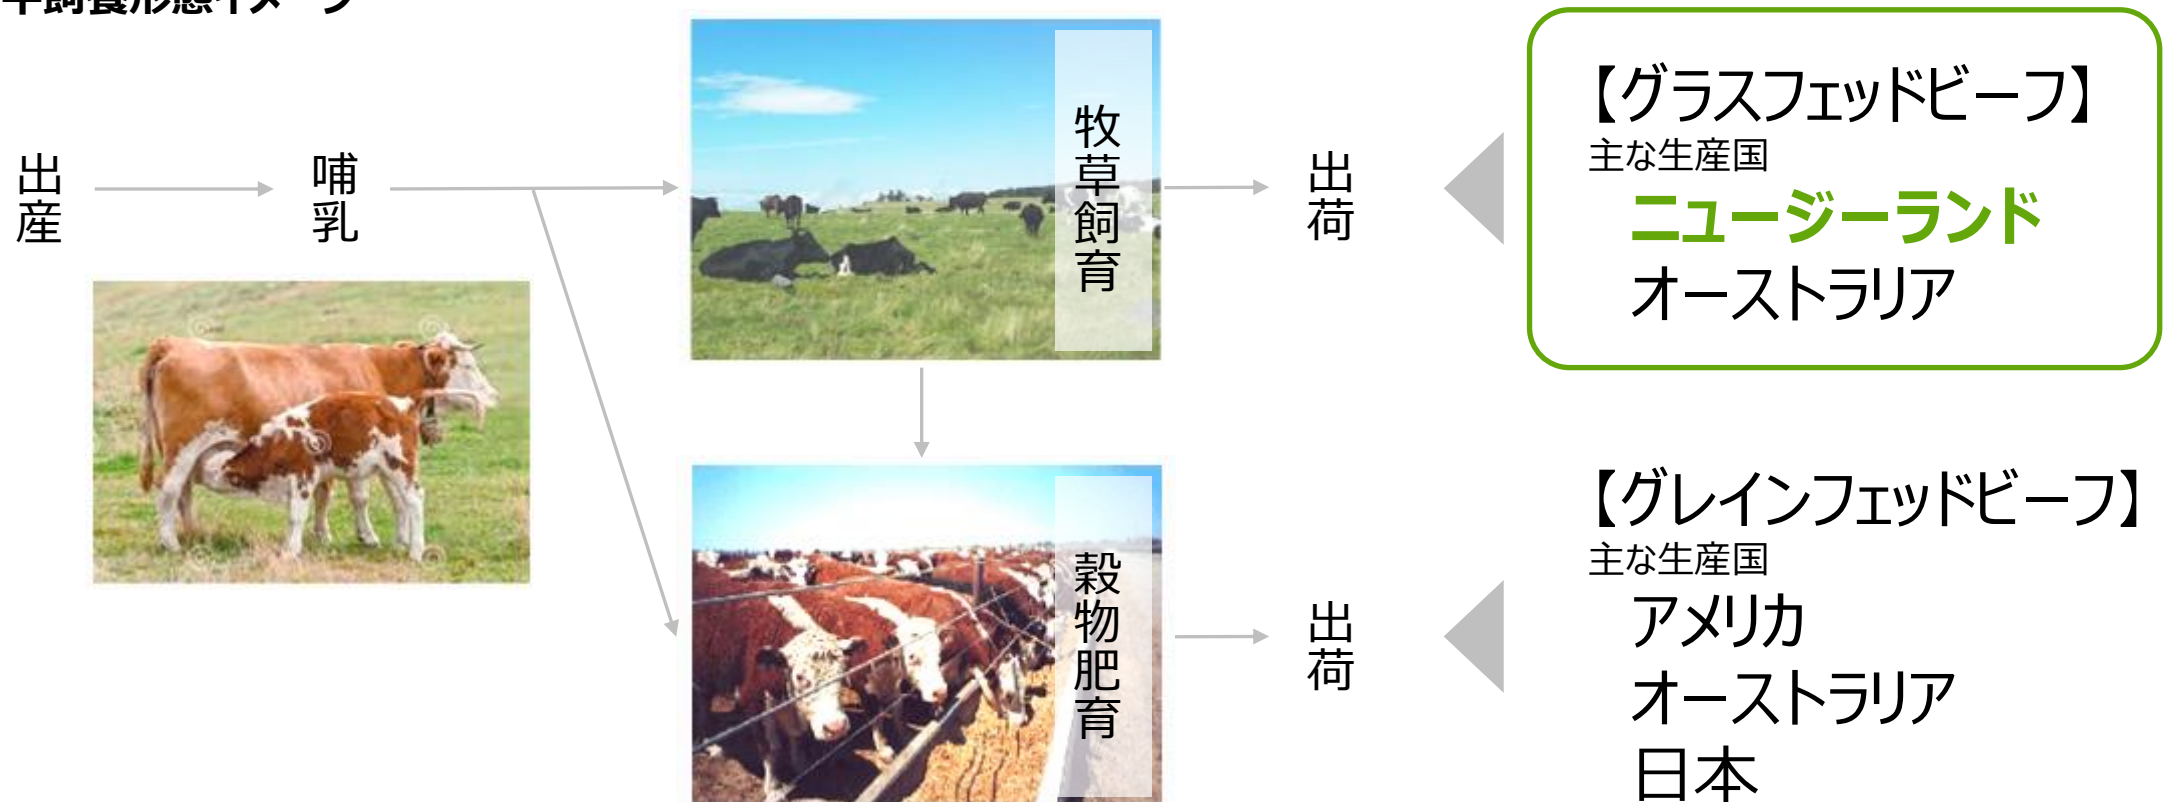 出産
哺乳
牧草飼育
出荷
【グラスフェッドビーフ】
主な生産国
ニュージーランド
オーストラリア
穀物肥育
出荷
【グレインフェッドビーフ】
主な生産国
アメリカ
オーストラリア
日本